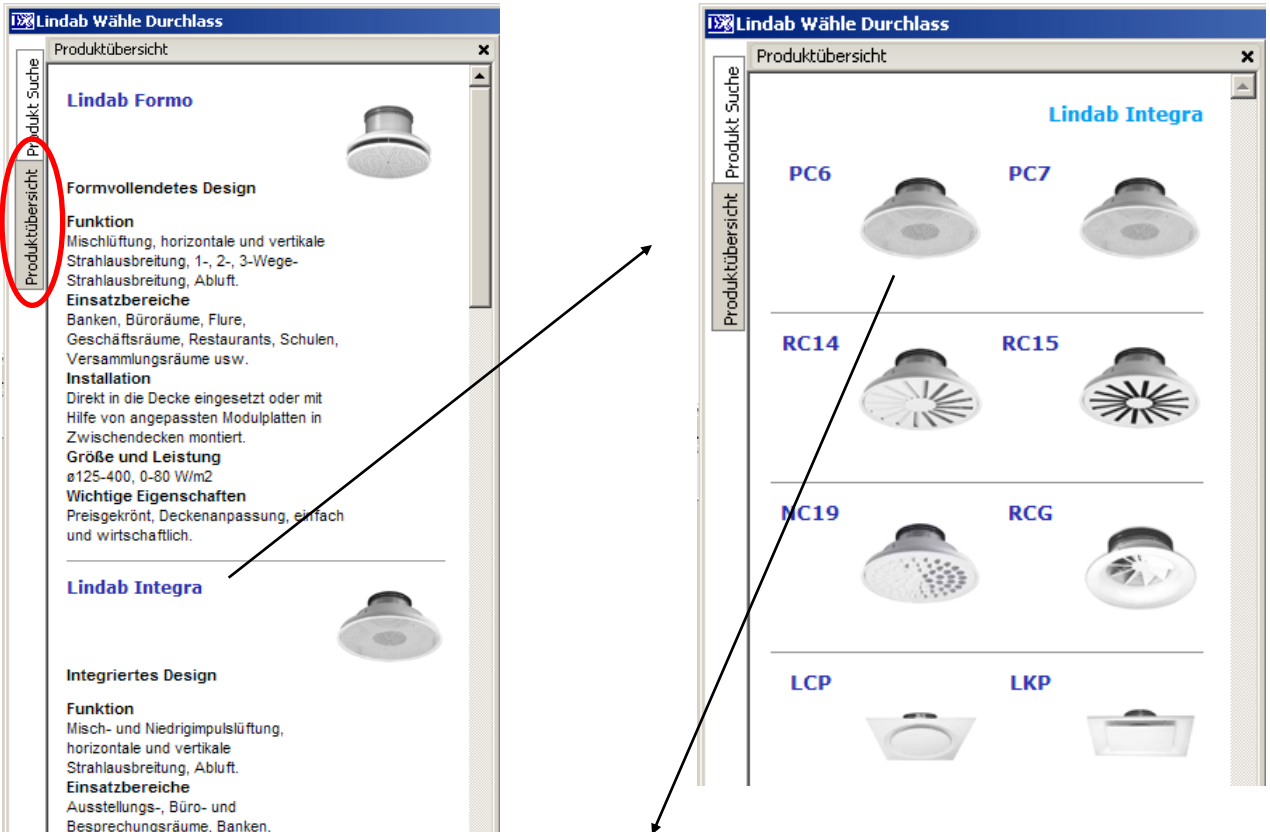 Lindab Wähle Durchlass
Produktübersicht
Produkt Suche
Produktübersicht
Lindab Formo
Formvollendetes Design
Funktion
Mischlüftung, horizontale und vertikale
Strahlausbreitung, 1-, 2-, 3-Wege-
Strahlausbreitung, Abluft.
Einsatzbereiche
Banken, Büroräume, Flure,
Geschäftsräume, Restaurants, Schulen,
Versammlungsräume usw.
Installation
Direkt in die Decke eingesetzt oder mit
Hilfe von angepassten Modulplatten in
Zwischendecken montiert.
Größe und Leistung
ø125-400, 0-80 W/m2
Wichtige Eigenschaften
Preisgekrönt, Deckenanpassung, einfach
und wirtschaftlich.
Lindab Integra
Integriertes Design
Funktion
Misch- und Niedrigimpulslüftung,
horizontale und vertikale
Strahlausbreitung, Abluft.
Einsatzbereiche
Ausstellungs-, Büro- und
Besprechungsräume, Banken,
Lindab Wähle Durchlass
Produktübersicht
Produkt Suche
Produktübersicht
Lindab Integra
PC6 PC7
RC14 RC15
NC19 RCG
LCP LKP